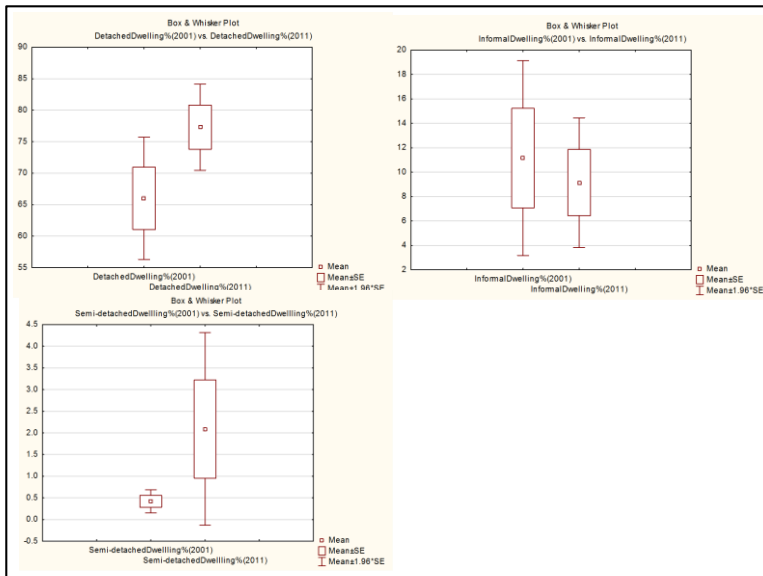 Box & Whisker Plot
DetachedDwelling%(2001) vs. DetachedDwelling%(2011)
90
85
80
75
70
65
60
55
DetachedDwelling%(2001)
DetachedDwelling%(2011)
Mean
Mean±SE
Mean±1.96*SE
Box & Whisker Plot
InformalDwelling%(2001) vs. InformalDwelling%(2011)
20
18
16
14
12
10
8
6
4
2
InformalDwelling%(2001)
InformalDwelling%(2011)
Mean
Mean±SE
Mean±1.96*SE
Box & Whisker Plot
Semi-detachedDwellling%(2001) vs. Semi-detachedDwellling%(2011)
4.5
4.0
3.5
3.0
2.5
2.0
1.5
1.0
0.5
0.0
-0.5
Semi-detachedDwellling%(2001)
Semi-detachedDwellling%(2011)
Mean
Mean±SE
Mean±1.96*SE